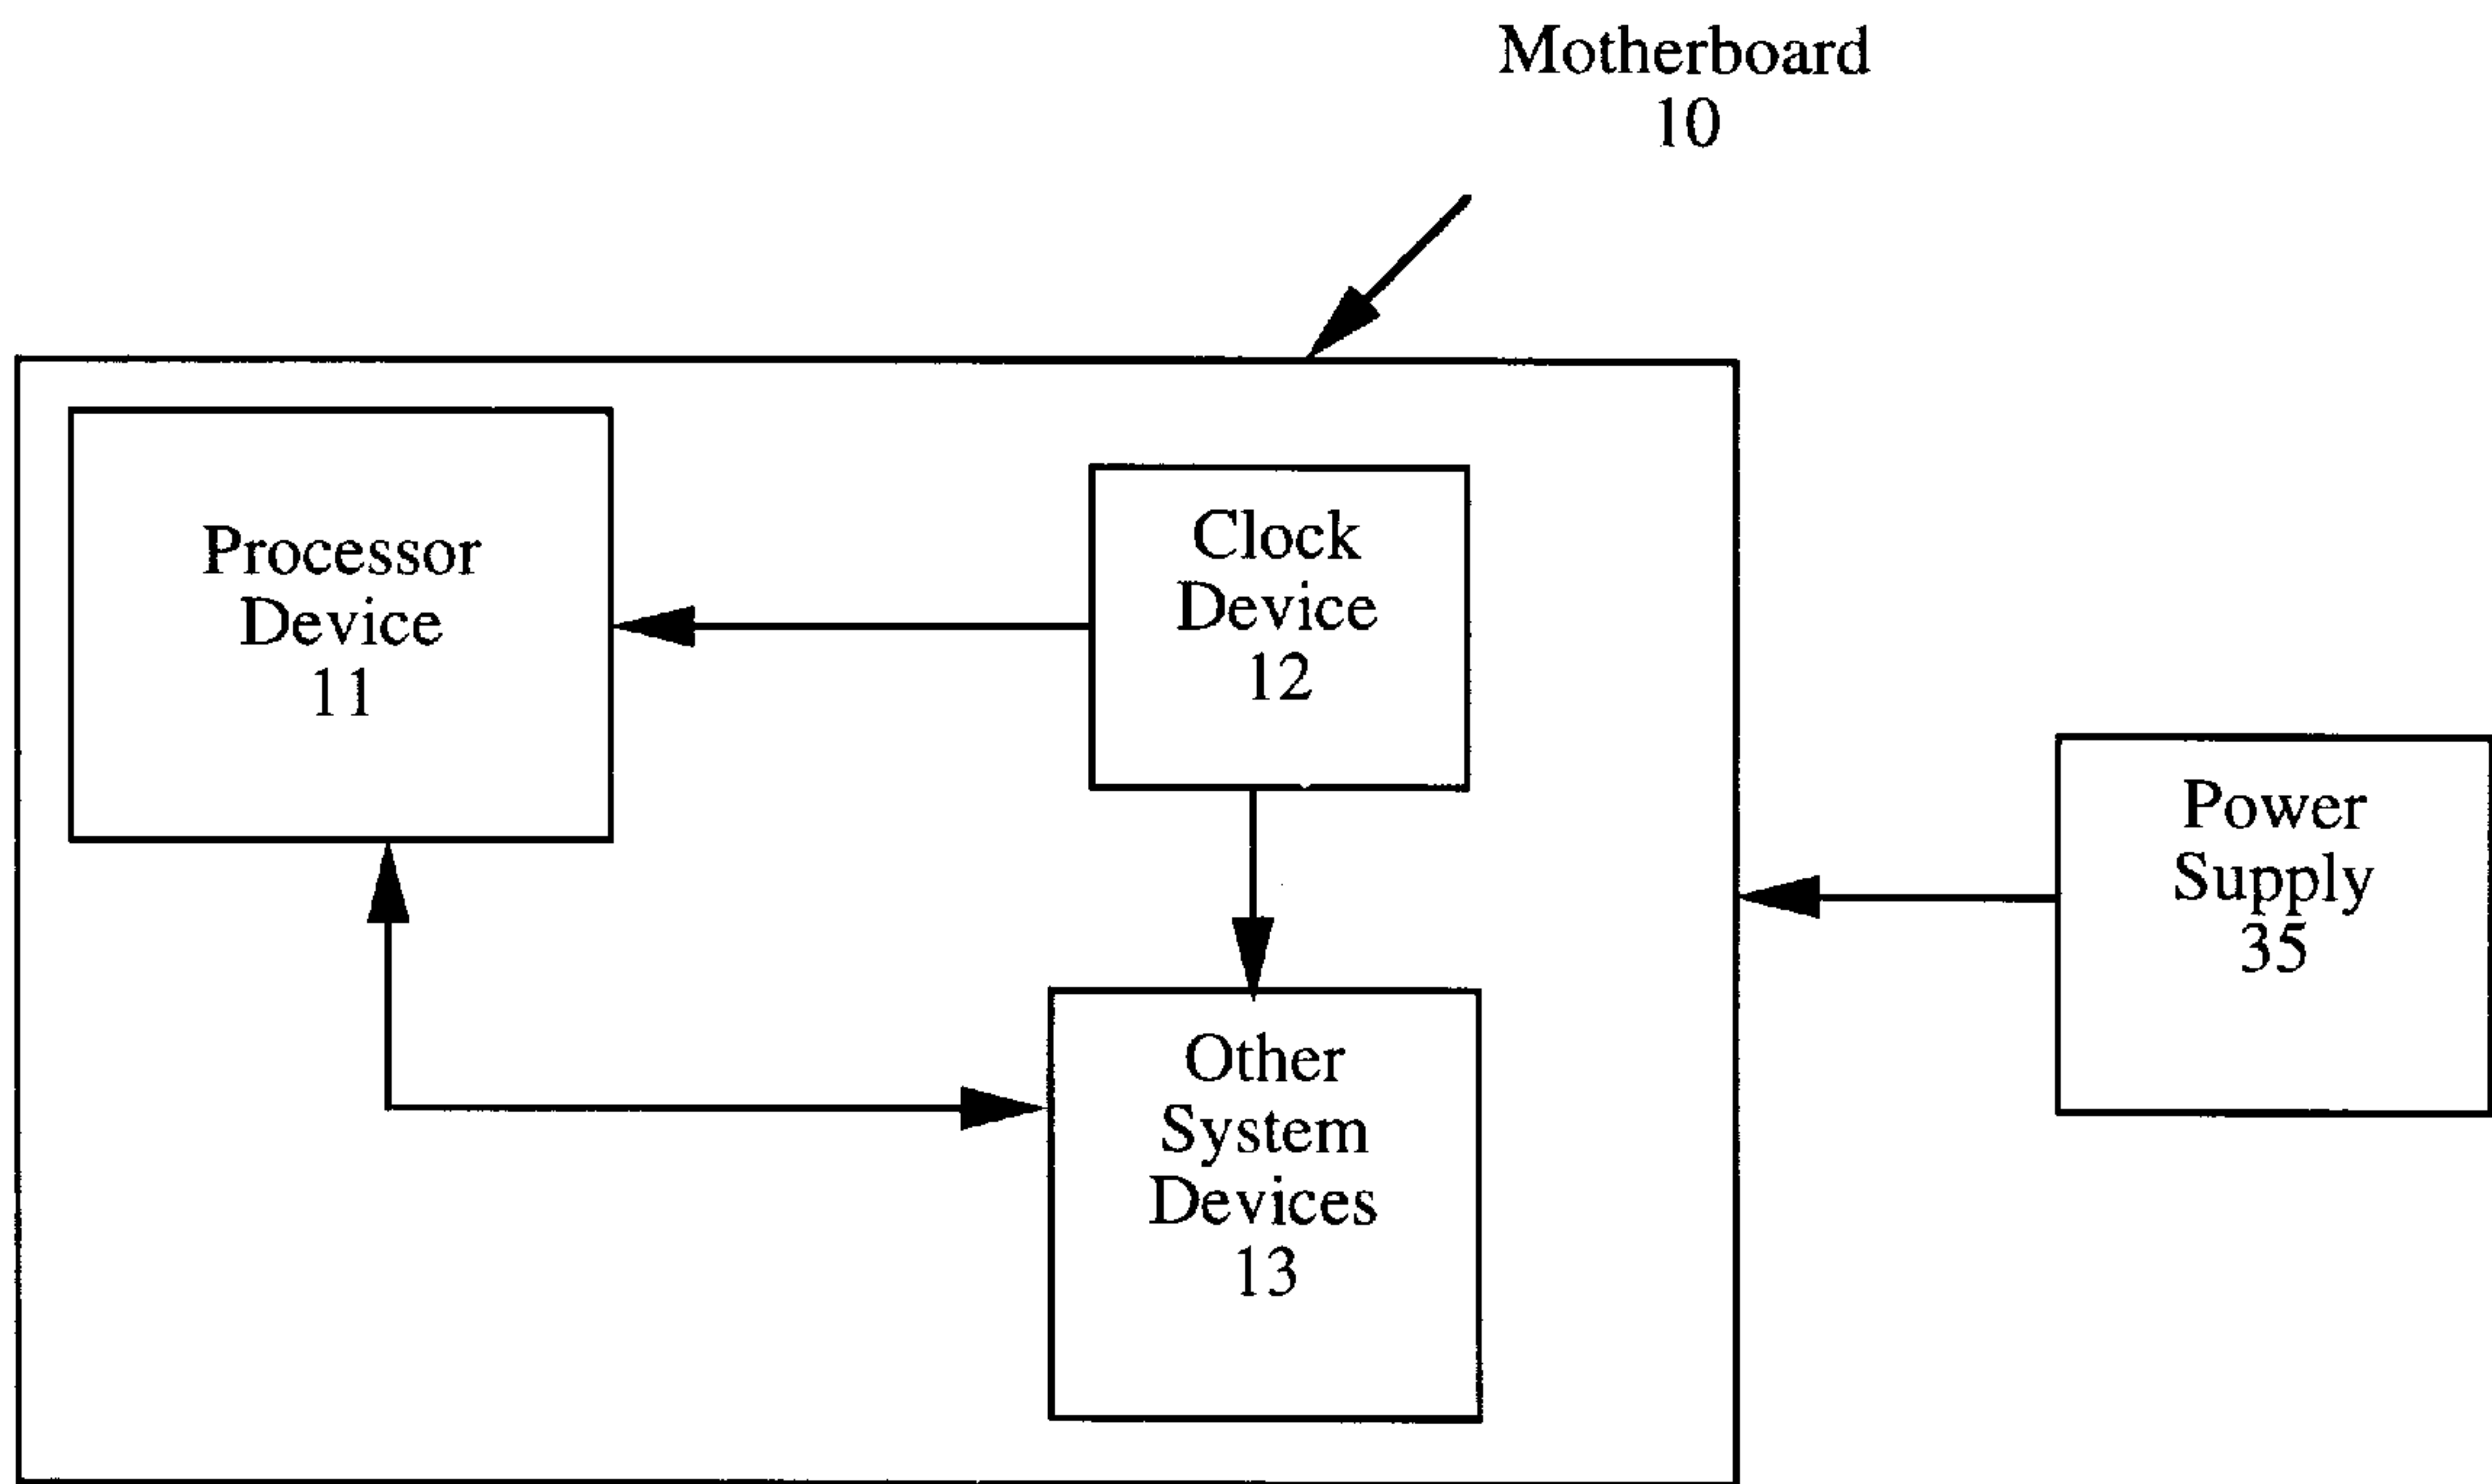 Motherboard
10
Processor
Device
11
Clock
Device
12
Power
Supply
35
Other
System
Devices
13